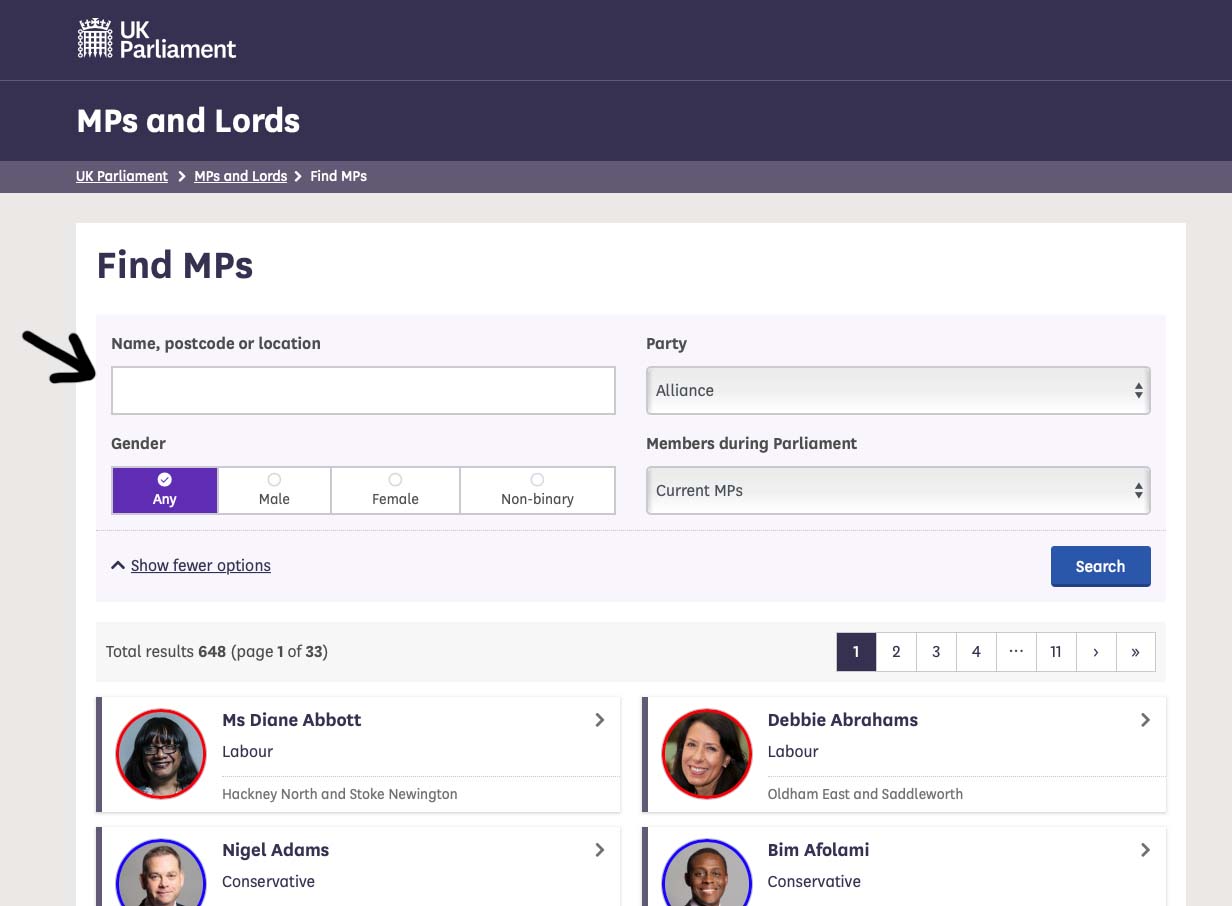 UK
Parliament
MPs and Lords
UK Parliament > MPs and Lords > Find MPs
Find MPs
Name, postcode or location
Party
Alliance
Gender
Members during Parliament
Any
Male
Female
Non-binary
Current MPs
Show fewer options
Search
Total results 648 (page 1 of 33)
1 2 3 4 ... 11 › »
Ms Diane Abbott
Labour
Hackney North and Stoke Newington
Debbie Abrahams
Labour
Oldham East and Saddleworth
Nigel Adams
Conservative
Bim Afolami
Conservative